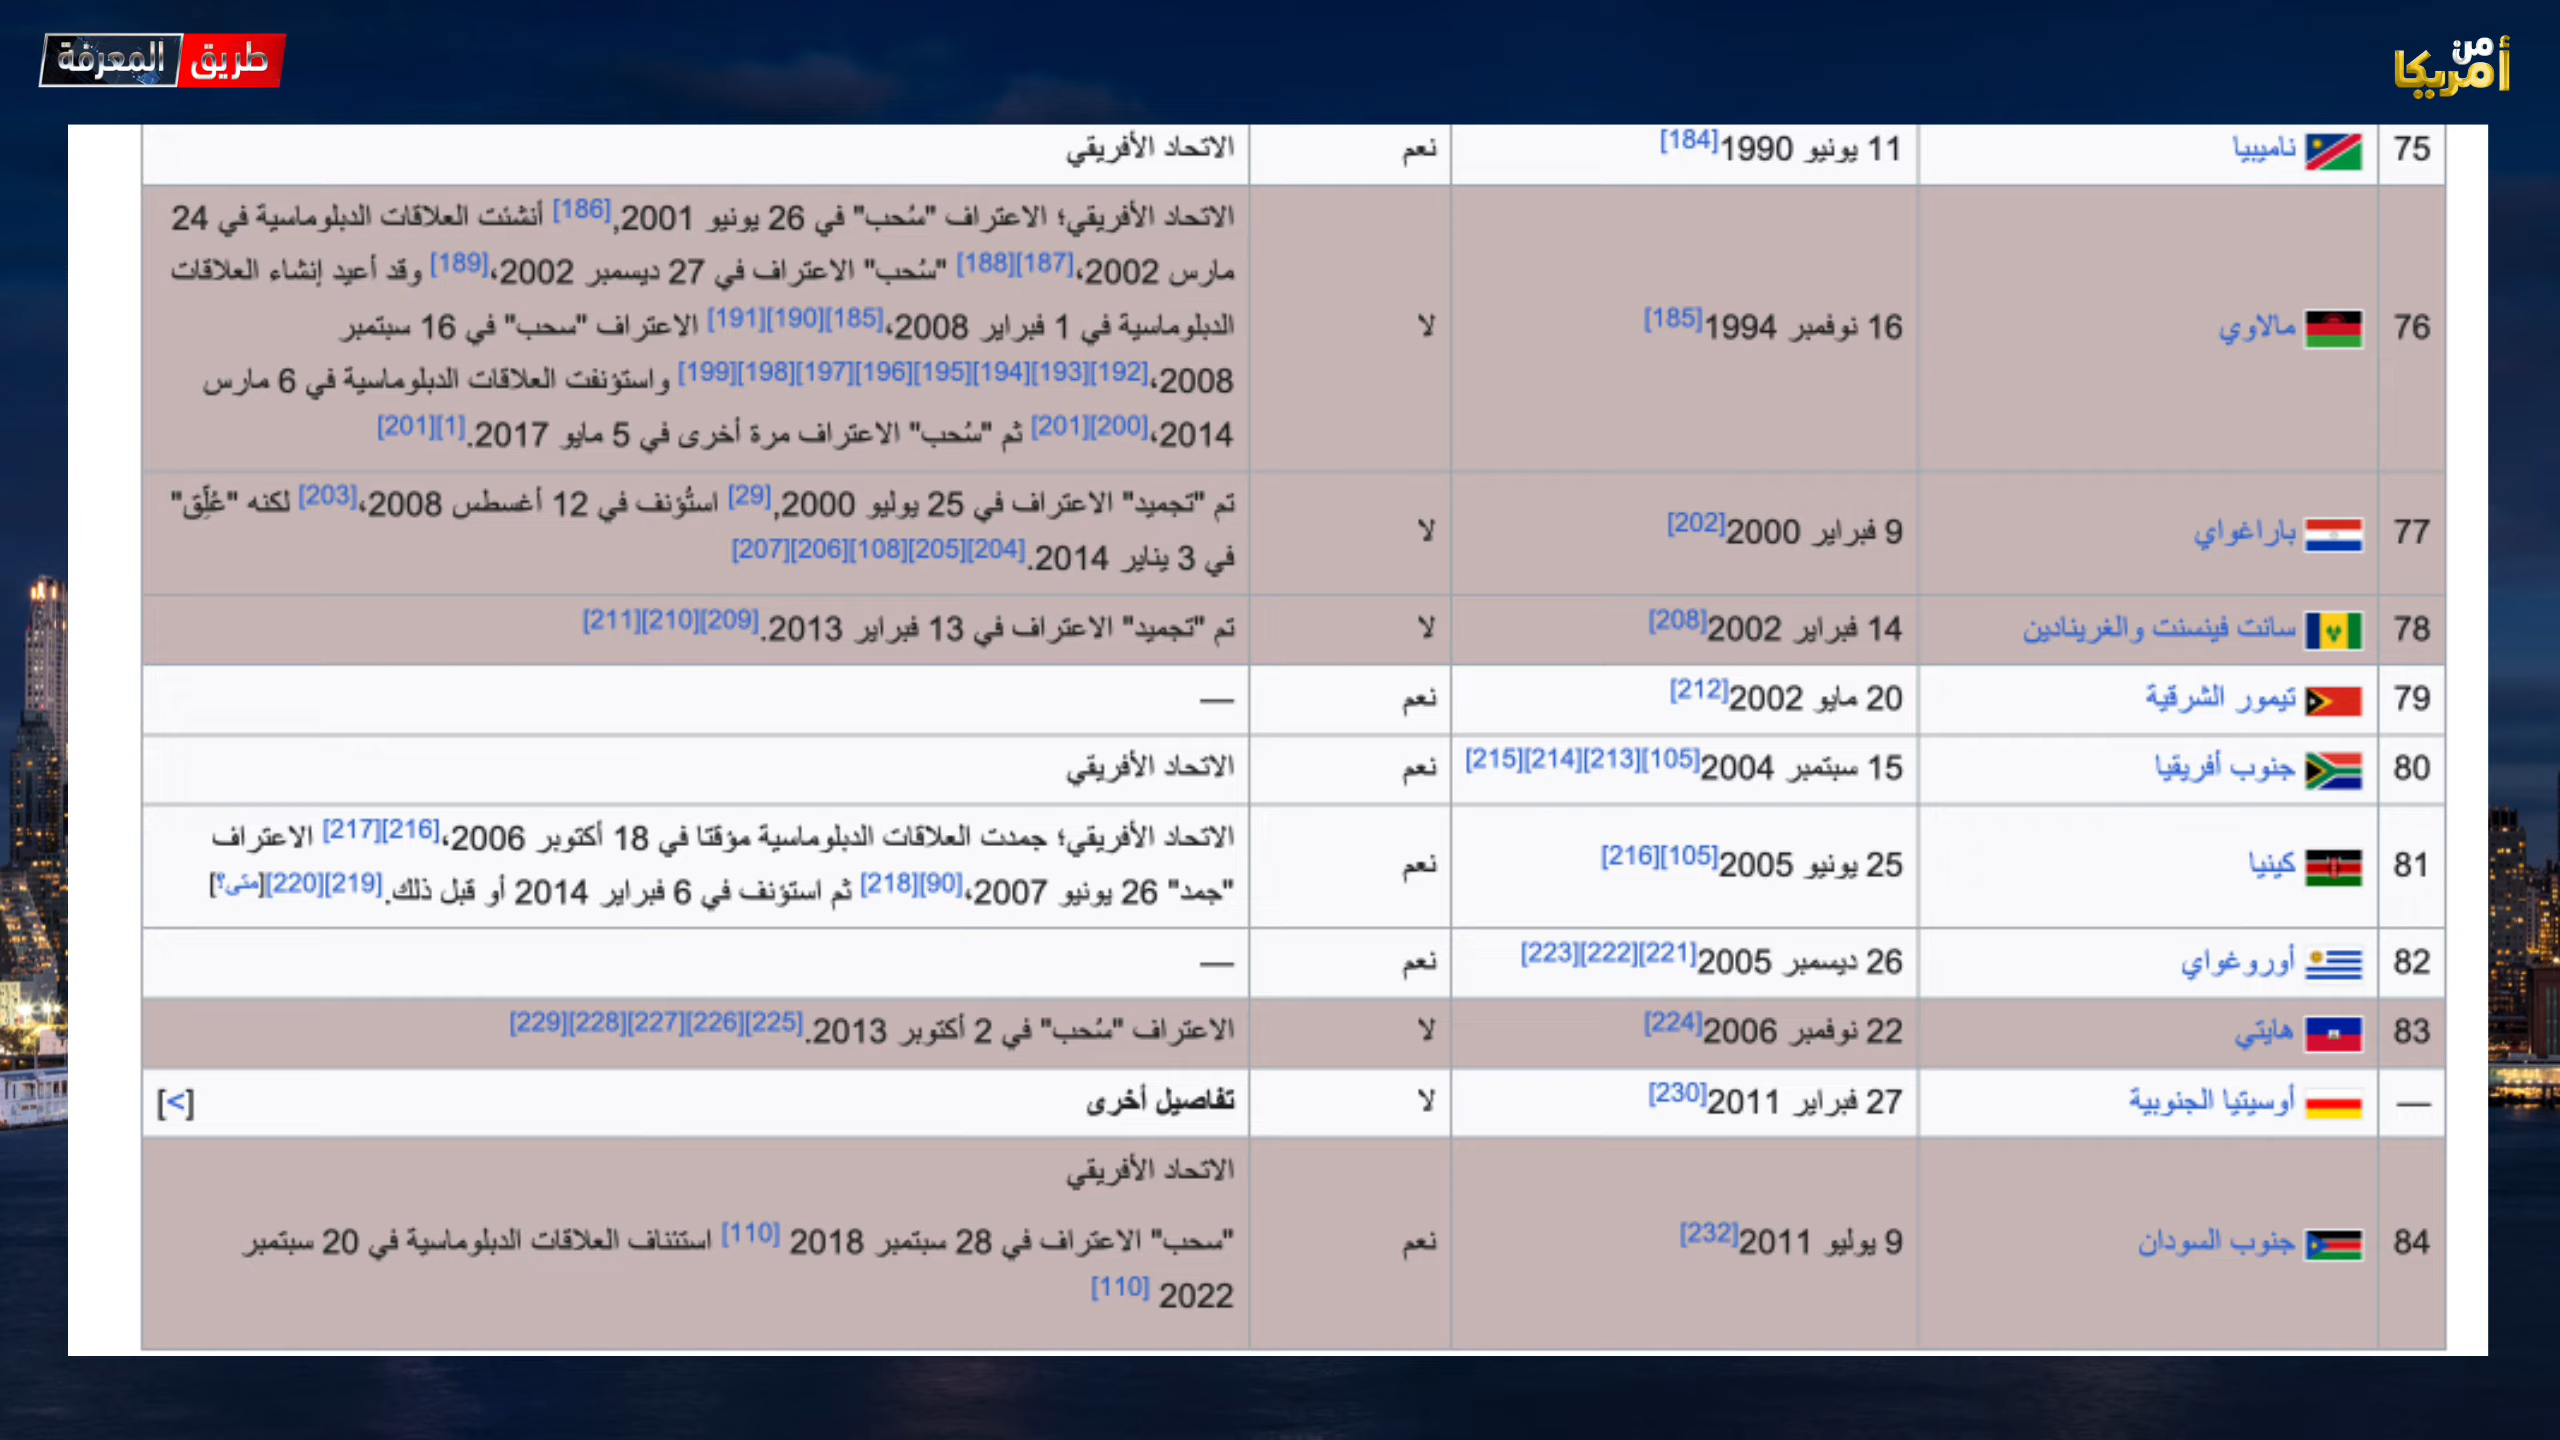 طريق المعرفة
من أمريكا
75 ناميبيا 11 يونيو 1990[184] نعم الاتحاد الأفريقي
76 مالاوي 16 نوفمبر 1994[185] لا الاتحاد الأفريقي؛ الاعتراف "سُحب" في 26 يونيو 2001,[186] أنشئت العلاقات الدبلوماسية في 24
مارس 2002،[187][188] "سُحب" الاعتراف في 27 ديسمبر 2002،[189] وقد أعيد إنشاء العلاقات
الدبلوماسية في 1 فبراير 2008،[185][190][191] الاعتراف "سحب" في 16 سبتمبر
2008،[192][193][194][195][196][197][198][199] واستؤنفت العلاقات الدبلوماسية في 6 مارس
2014،[200][201] ثم "سُحب" الاعتراف مرة أخرى في 5 مايو 2017.[1][201]
77 باراغواي 9 فبراير 2000[202] لا تم "تجميد" الاعتراف في 25 يوليو 2000,[29] استُؤنف في 12 أغسطس 2008،[203] لكنه "عُلِّق"
في 3 يناير 2014.[204][205][108][206][207]
78 سانت فينسنت والغرينادين 14 فبراير 2002[208] لا تم "تجميد" الاعتراف في 13 فبراير 2013.[209][210][211]
79 تيمور الشرقية 20 مايو 2002[212] نعم —
80 جنوب أفريقيا 15 سبتمبر 2004[105][213][214][215] نعم الاتحاد الأفريقي
81 كينيا 25 يونيو 2005[105][216] نعم الاتحاد الأفريقي؛ جمدت العلاقات الدبلوماسية مؤقتا في 18 أكتوبر 2006،[216][217] الاعتراف
"جمد" 26 يونيو 2007،[90][218] ثم استؤنف في 6 فبراير 2014 أو قبل ذلك.[219][220][متى؟]
82 أوروغواي 26 ديسمبر 2005[221][222][223] نعم —
83 هايتي 22 نوفمبر 2006[224] لا الاعتراف "سُحب" في 2 أكتوبر 2013.[225][226][227][228][229]
— أوسيتيا الجنوبية 27 فبراير 2011[230] لا تفاصيل أخرى [>]
84 جنوب السودان 9 يوليو 2011[232] نعم الاتحاد الأفريقي
"سحب" الاعتراف في 28 سبتمبر 2018 [110] استئناف العلاقات الدبلوماسية في 20 سبتمبر
2022 [110]